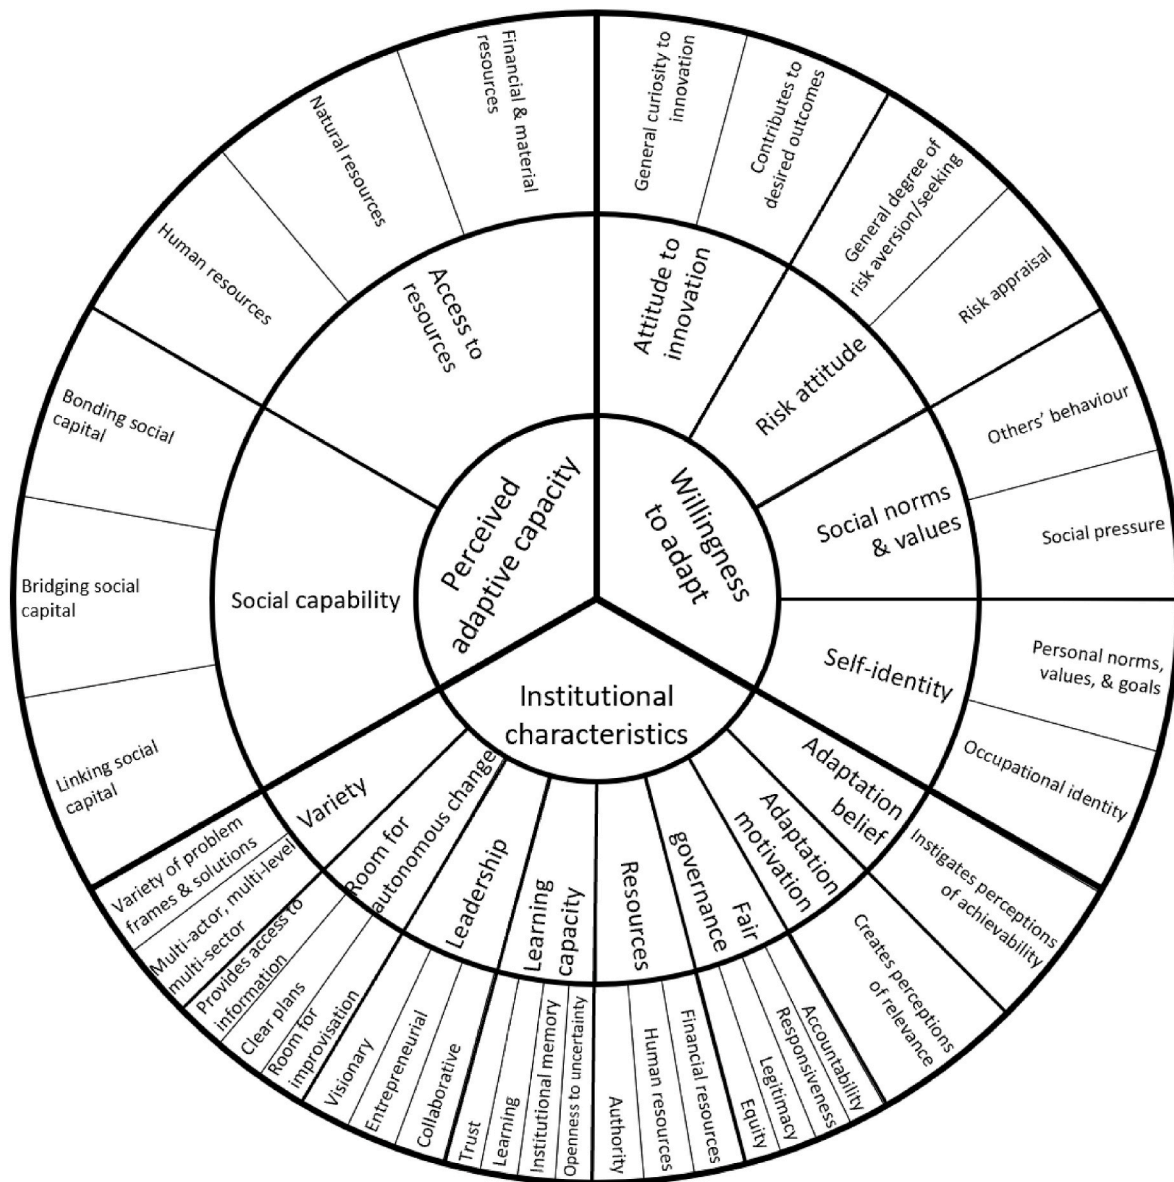 Perceived
adaptive capacity
Willingness
to adapt
Institutional
characteristics
Access to
resources
Social capability
Attitude to
innovation
Risk attitude
Social norms
& values
Self-identity
Adaptation
belief
Adaptation
motivation
Fair
governance
Resources
Learning
capacity
Leadership
Room for
autonomous change
Variety
Financial & material
resources
Natural resources
Human resources
Bonding social
capital
Bridging social
capital
Linking social
capital
General curiosity to
innovation
Contributes to
desired outcomes
General degree of
risk aversion/seeking
Risk appraisal
Others’ behaviour
Social pressure
Personal norms,
values, & goals
Occupational identity
Instigates perceptions
of achievability
Creates perceptions
of relevance
Accountability
Responsiveness
Legitimacy
Equity
Financial resources
Human resources
Authority
Openness to uncertainty
Institutional memory
Learning
Trust
Collaborative
Entrepreneurial
Visionary
Room for
improvisation
Clear plans
Provides access to
information
Multi-actor, multi-level
multi-sector
Variety of problem
frames & solutions